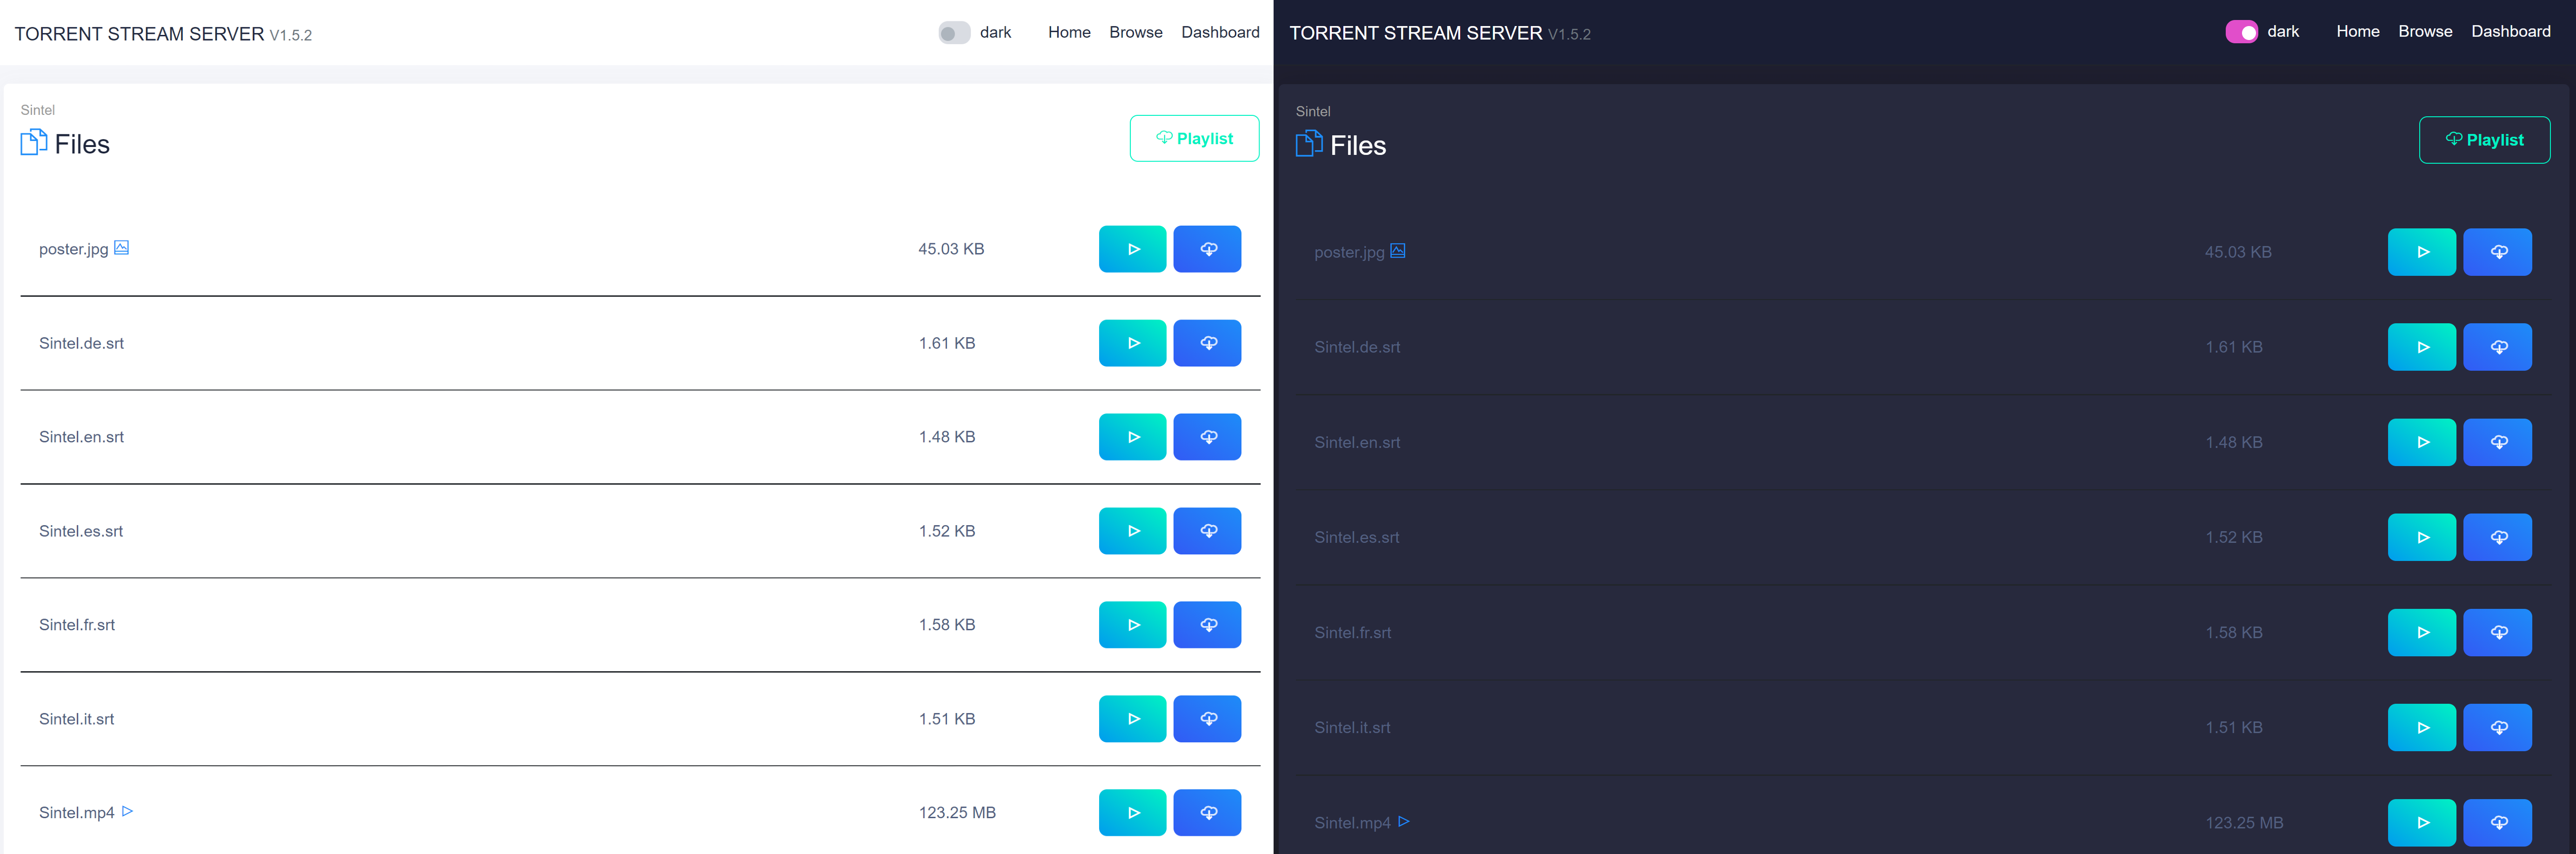 TORRENT STREAM SERVER V1.5.2
dark Home Browse Dashboard
Sintel
Files
Playlist
poster.jpg 45.03 KB
Sintel.de.srt 1.61 KB
Sintel.en.srt 1.48 KB
Sintel.es.srt 1.52 KB
Sintel.fr.srt 1.58 KB
Sintel.it.srt 1.51 KB
Sintel.mp4 123.25 MB
TORRENT STREAM SERVER V1.5.2
dark Home Browse Dashboard
Sintel
Files
Playlist
poster.jpg 45.03 KB
Sintel.de.srt 1.61 KB
Sintel.en.srt 1.48 KB
Sintel.es.srt 1.52 KB
Sintel.fr.srt 1.58 KB
Sintel.it.srt 1.51 KB
Sintel.mp4 123.25 MB